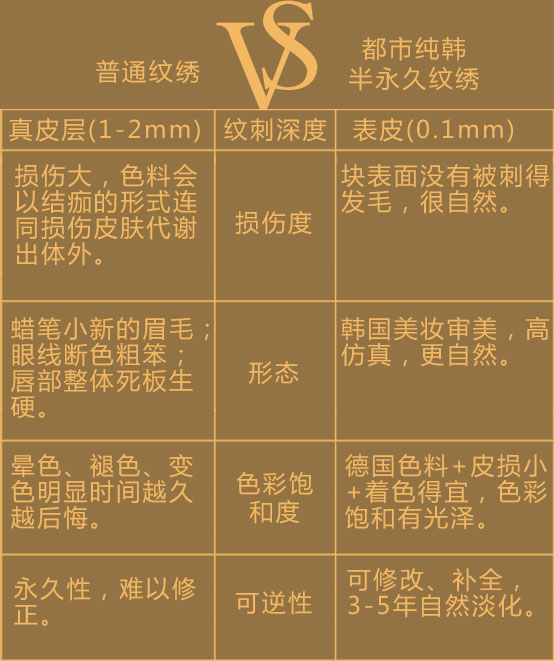 普通纹绣
VS
都市纯韩
半永久纹绣
真皮层(1-2mm)
纹刺深度
表皮(0.1mm)
损伤大，色料会
以结痂的形式连
同损伤皮肤代谢
出体外。
损伤度
块表面没有被刺得
发毛，很自然。
蜡笔小新的眉毛；
眼线断色粗笨；
唇部整体死板生
硬。
形态
韩国美妆审美，高
仿真，更自然。
晕色、褪色、变
色明显时间越久
越后悔。
色彩饱
和度
德国色料+皮损小
+着色得宜，色彩
饱和有光泽。
永久性，难以修
正。
可逆性
可修改、补全，
3-5年自然淡化。